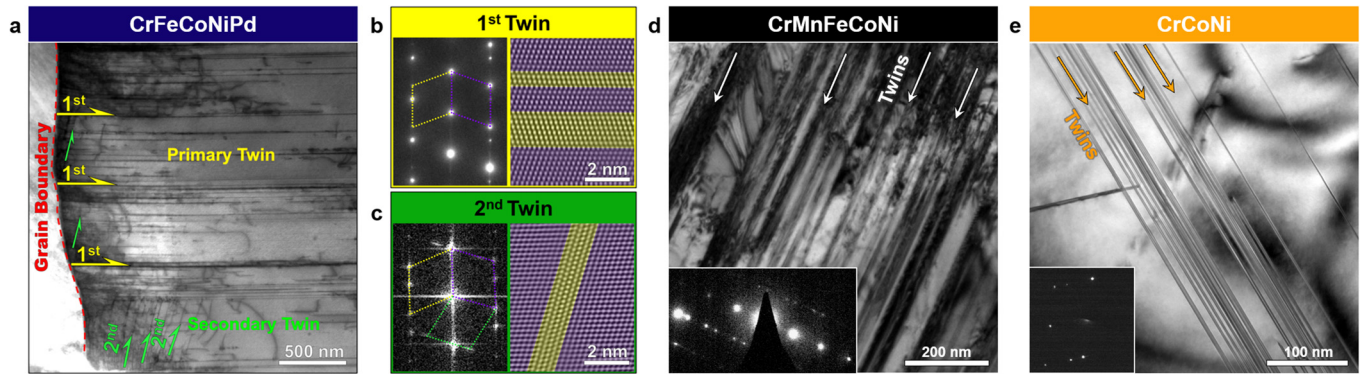 a
CrFeCoNiPd
Grain Boundary
1st
1st
1st
Primary Twin
Secondary Twin
2nd
2nd
500 nm
b
1st Twin
2 nm
c
2nd Twin
2 nm
d
CrMnFeCoNi
Twins
200 nm
e
CrCoNi
Twins
100 nm